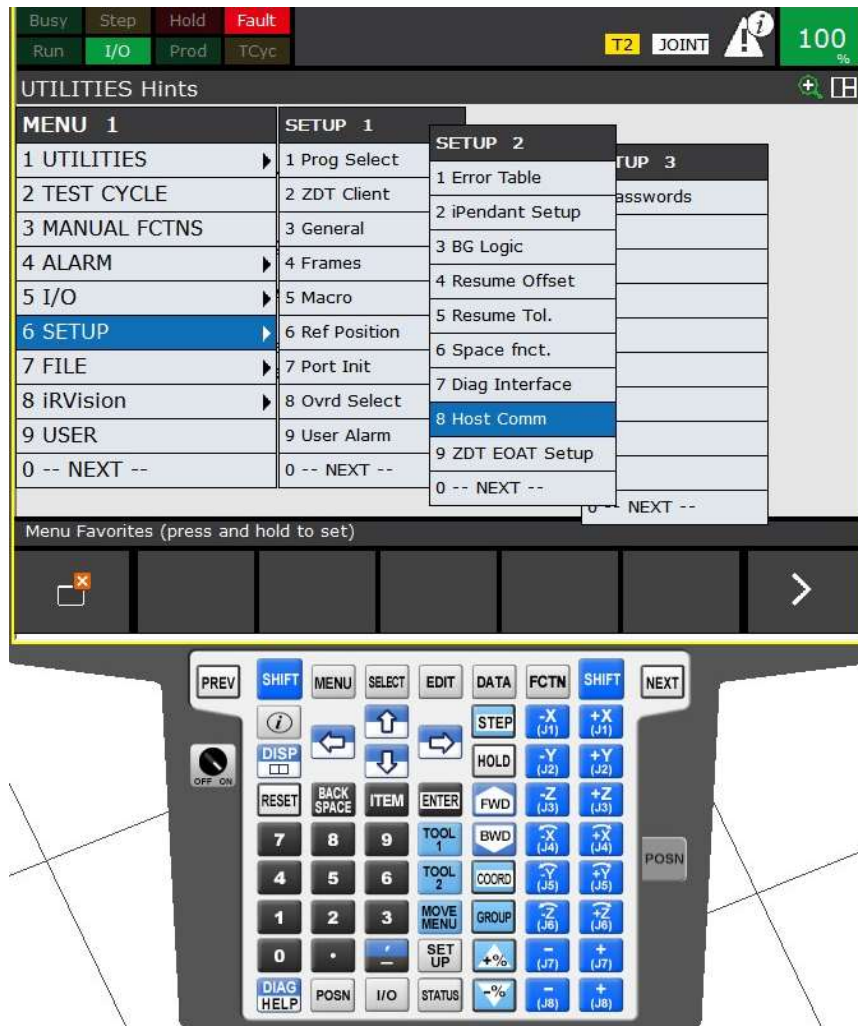 Busy Step Hold Fault
Run I/O Prod TCyc
T2 JOINT
100
%
UTILITIES Hints
MENU 1
1 UTILITIES
2 TEST CYCLE
3 MANUAL FCTNS
4 ALARM
5 I/O
6 SETUP
7 FILE
8 iRVision
9 USER
0 -- NEXT --
SETUP 1
1 Prog Select
2 ZDT Client
3 General
4 Frames
5 Macro
6 Ref Position
7 Port Init
8 Ovrd Select
9 User Alarm
0 -- NEXT --
SETUP 2
1 Error Table
2 iPendant Setup
3 BG Logic
4 Resume Offset
5 Resume Tol.
6 Space fnct.
7 Diag Interface
8 Host Comm
9 ZDT EOAT Setup
0 -- NEXT --
TUP 3
asswords
0 -- NEXT --
Menu Favorites (press and hold to set)
PREV SHIFT MENU SELECT EDIT DATA FCTN SHIFT NEXT
i STEP -X (J1) +X (J1)
OFF ON
DISP HOLD -Y (J2) +Y (J2)
RESET BACK SPACE ITEM ENTER FWD -Z (J3) +Z (J3)
7 8 9 TOOL 1 BWD -X (J4) +X (J4)
POSN
4 5 6 TOOL 2 COORD -Y (J5) +Y (J5)
1 2 3 MOVE MENU GROUP -Z (J6) +Z (J6)
0 . SET UP +% - (J7) + (J7)
DIAG HELP POSN I/O STATUS -% - (J8) + (J8)